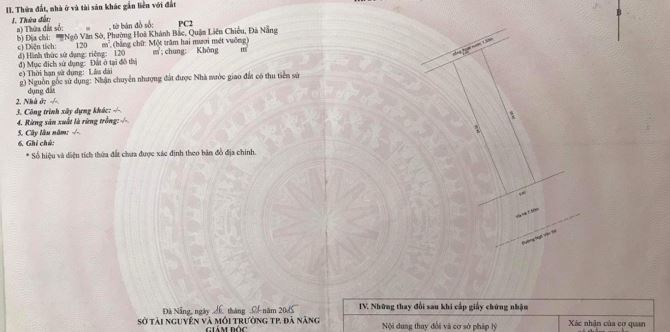 II. Thửa đất, nhà ở và tài sản khác gắn liền với đất
1. Thửa đất:
a) Thửa đất số: , tờ bản đồ số: PC2
b) Địa chỉ: Ngô Văn Sở, Phường Hoà Khánh Bắc, Quận Liên Chiểu, Đà Nẵng
c) Diện tích: 120 m², (bằng chữ: Một trăm hai mươi mét vuông)
d) Hình thức sử dụng: riêng: 120 m²; chung: Không m²
đ) Mục đích sử dụng: Đất ở tại đô thị
e) Thời hạn sử dụng: Lâu dài
g) Nguồn gốc sử dụng: Nhận chuyển nhượng đất được Nhà nước giao đất có thu tiền sử
dụng đất
2. Nhà ở: -/-
3. Công trình xây dựng khác: -/-
4. Rừng sản xuất là rừng trồng: -/-
5. Cây lâu năm: -/-
6. Ghi chú:
* Số hiệu và diện tích thửa đất chưa được xác định theo bản đồ địa chính.
B
Đường Ngô Văn Sở
Đà Nẵng, ngày tháng năm 2015
SỞ TÀI NGUYÊN VÀ MÔI TRƯỜNG TP. ĐÀ NẴNG
GIÁM ĐỐC
IV. Những thay đổi sau khi cấp giấy chứng nhận
Nội dung thay đổi và cơ sở pháp lý
Xác nhận của cơ quan